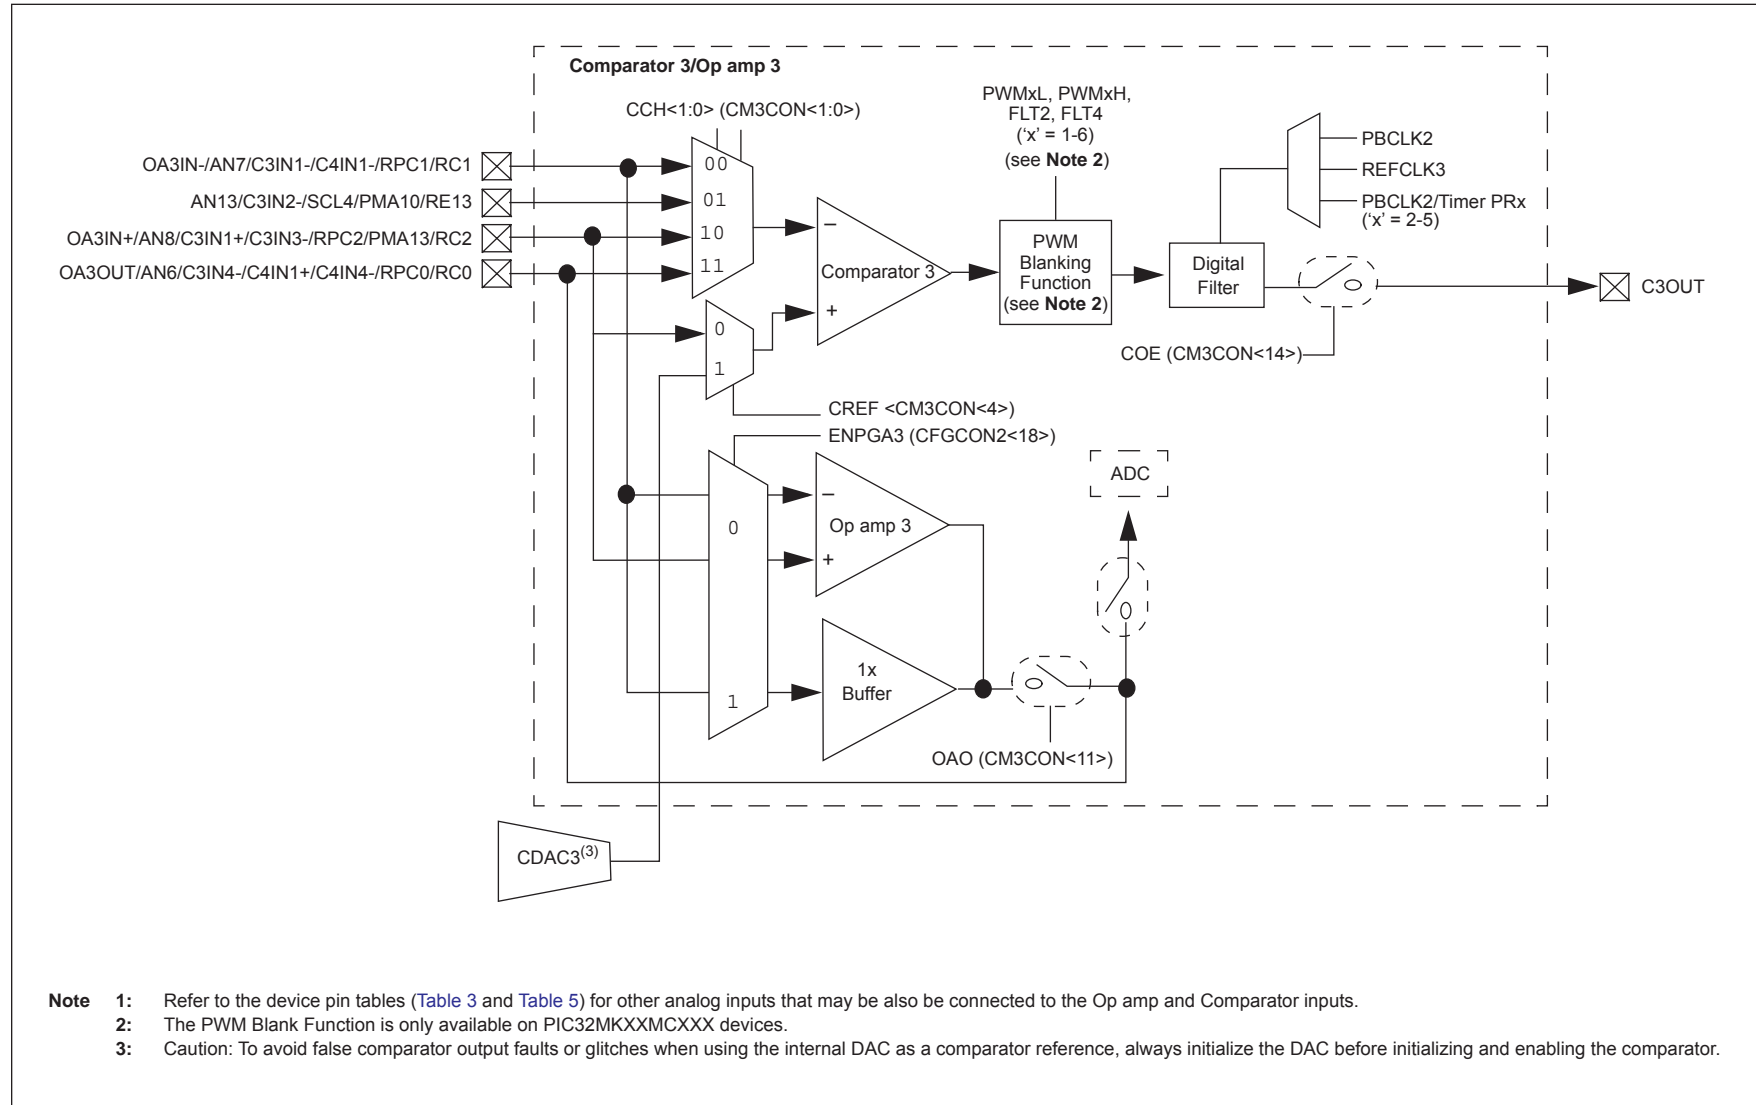 Comparator 3/Op amp 3
CCH<1:0> (CM3CON<1:0>)
PWMxL, PWMxH,
FLT2, FLT4
(‘x’ = 1-6)
(see Note 2)
OA3IN-/AN7/C3IN1-/C4IN1-/RPC1/RC1
AN13/C3IN2-/SCL4/PMA10/RE13
OA3IN+/AN8/C3IN1+/C3IN3-/RPC2/PMA13/RC2
OA3OUT/AN6/C3IN4-/C4IN1+/C4IN4-/RPC0/RC0
00
01
10
11
–
Comparator 3
+
PWM
Blanking
Function
(see Note 2)
Digital
Filter
PBCLK2
REFCLK3
PBCLK2/Timer PRx
(‘x’ = 2-5)
C3OUT
COE (CM3CON<14>)
0
1
CREF <CM3CON<4>)
ENPGA3 (CFGCON2<18>)
0
1
–
Op amp 3
+
ADC
1x
Buffer
OAO (CM3CON<11>)
CDAC3(3)
Note 1: Refer to the device pin tables (Table 3 and Table 5) for other analog inputs that may be also be connected to the Op amp and Comparator inputs.
2: The PWM Blank Function is only available on PIC32MKXXMCXXX devices.
3: Caution: To avoid false comparator output faults or glitches when using the internal DAC as a comparator reference, always initialize the DAC before initializing and enabling the comparator.